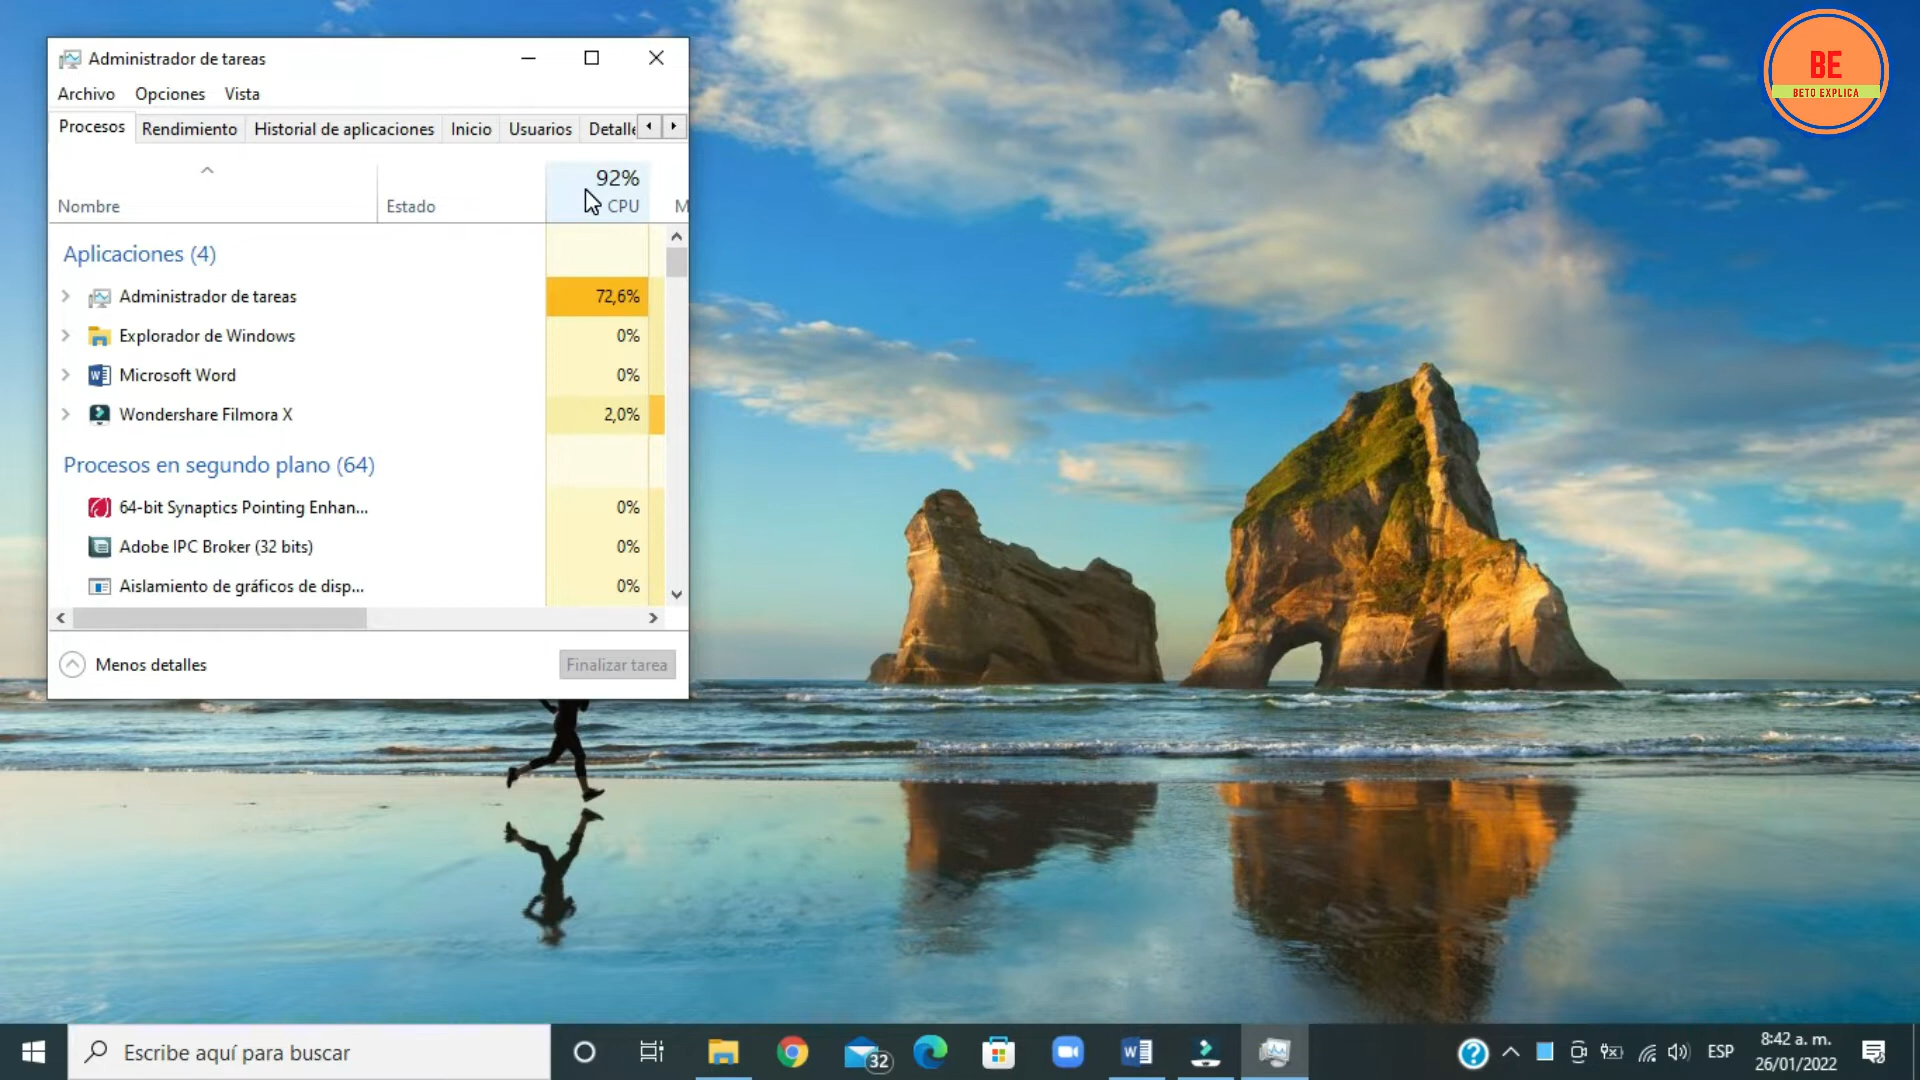 Administrador de tareas
Archivo Opciones Vista
Procesos Rendimiento Historial de aplicaciones Inicio Usuarios Detalle
92%
Nombre Estado CPU M
Aplicaciones (4)
Administrador de tareas 72,6%
Explorador de Windows 0%
Microsoft Word 0%
Wondershare Filmora X 2,0%
Procesos en segundo plano (64)
64-bit Synaptics Pointing Enhan... 0%
Adobe IPC Broker (32 bits) 0%
Aislamiento de gráficos de disp... 0%
Menos detalles Finalizar tarea
BE
BETO EXPLICA
Escribe aquí para buscar
32
ESP
8:42 a. m.
26/01/2022